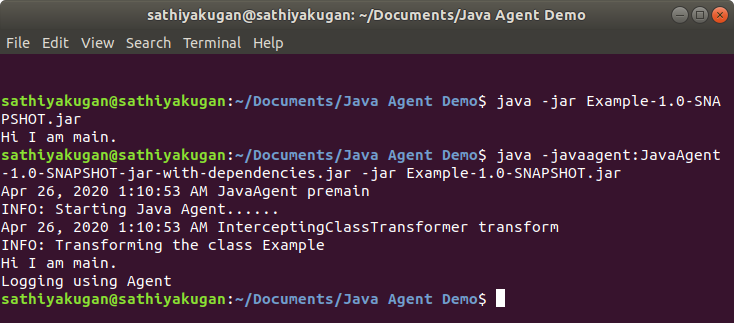 sathiyakugan@sathiyakugan: ~/Documents/Java Agent Demo
File Edit View Search Terminal Help
sathiyakugan@sathiyakugan:~/Documents/Java Agent Demo$ java -jar Example-1.0-SNA
PSHOT.jar
Hi I am main.
sathiyakugan@sathiyakugan:~/Documents/Java Agent Demo$ java -javaagent:JavaAgent
-1.0-SNAPSHOT-jar-with-dependencies.jar -jar Example-1.0-SNAPSHOT.jar
Apr 26, 2020 1:10:53 AM JavaAgent premain
INFO: Starting Java Agent......
Apr 26, 2020 1:10:53 AM InterceptingClassTransformer transform
INFO: Transforming the class Example
Hi I am main.
Logging using Agent
sathiyakugan@sathiyakugan:~/Documents/Java Agent Demo$